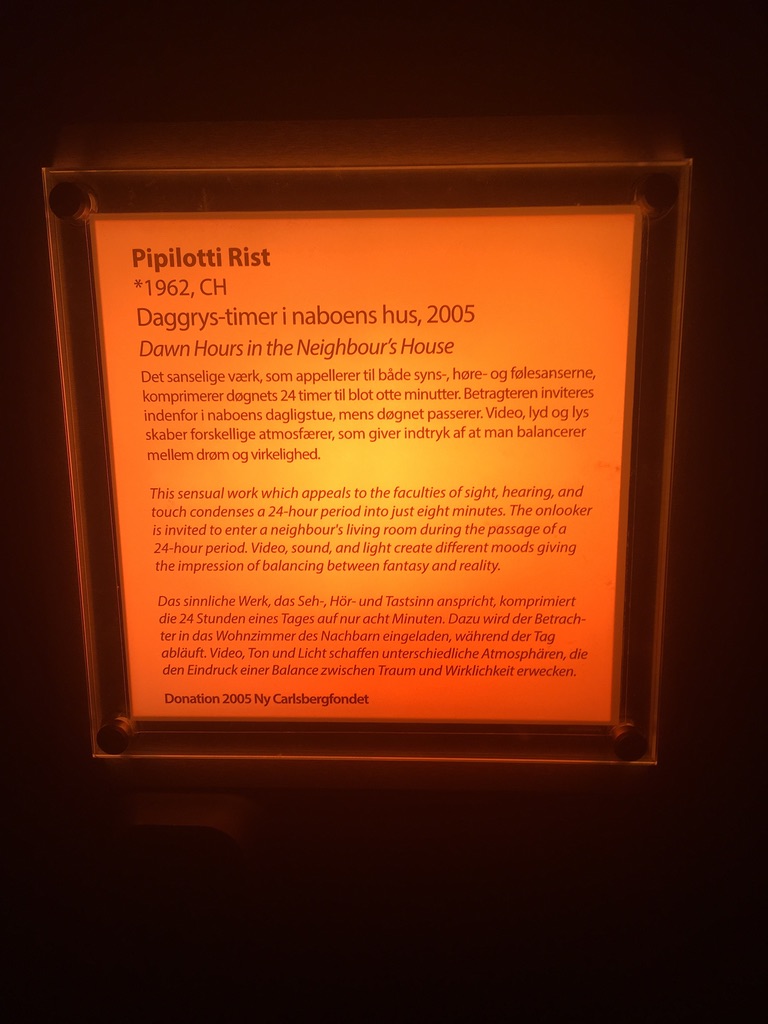 Pipilotti Rist
*1962, CH
Daggrys-timer i naboens hus, 2005
Dawn Hours in the Neighbour's House
Det sanselige værk, som appellerer til både syns-, høre- og følesanserne,
komprimerer døgnets 24 timer til blot otte minutter. Betragteren inviteres
indenfor i naboens dagligstue, mens døgnet passerer. Video, lyd og lys
skaber forskellige atmosfærer, som giver indtryk af at man balancerer
mellem drøm og virkelighed.
This sensual work which appeals to the faculties of sight, hearing, and
touch condenses a 24-hour period into just eight minutes. The onlooker
is invited to enter a neighbour's living room during the passage of a
24-hour period. Video, sound, and light create different moods giving
the impression of balancing between fantasy and reality.
Das sinnliche Werk, das Seh-, Hör- und Tastsinn anspricht, komprimiert
die 24 Stunden eines Tages auf nur acht Minuten. Dazu wird der Betrach-
ter in das Wohnzimmer des Nachbarn eingeladen, während der Tag
abläuft. Video, Ton und Licht schaffen unterschiedliche Atmosphären, die
den Eindruck einer Balance zwischen Traum und Wirklichkeit erwecken.
Donation 2005 Ny Carlsbergfondet